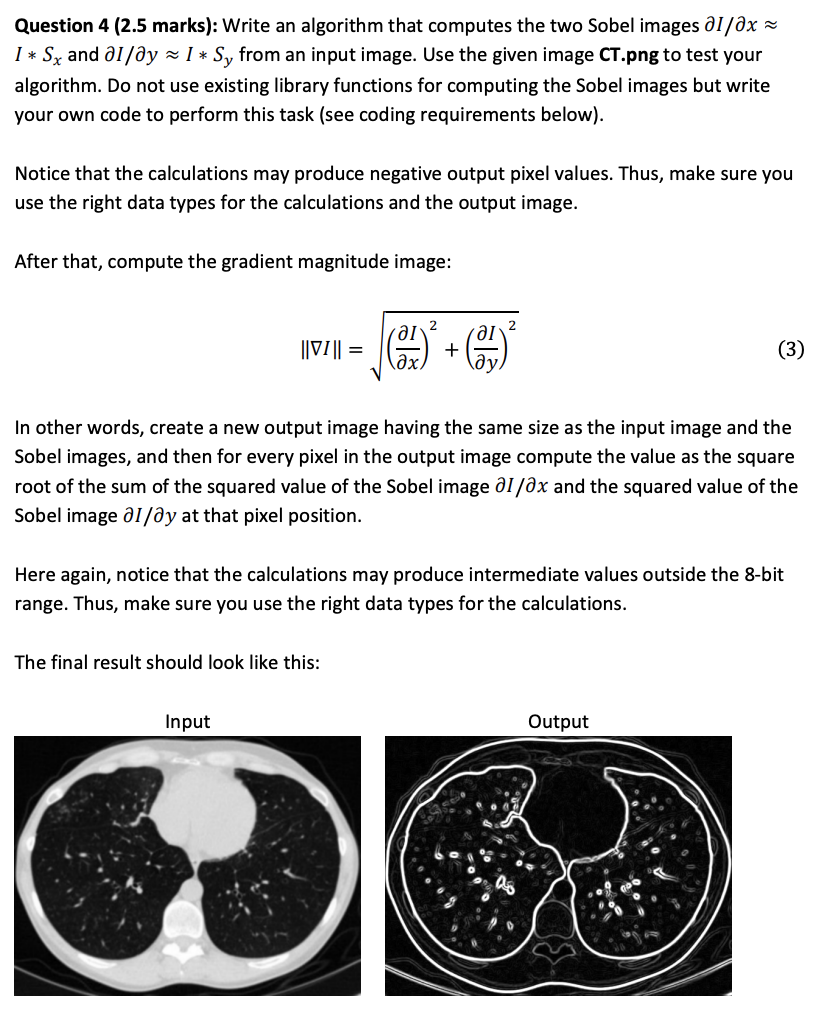 Question 4 (2.5 marks): Write an algorithm that computes the two Sobel images ∂I/∂x ≈
I ∗ Sₓ and ∂I/∂y ≈ I ∗ S_y from an input image. Use the given image CT.png to test your
algorithm. Do not use existing library functions for computing the Sobel images but write
your own code to perform this task (see coding requirements below).
Notice that the calculations may produce negative output pixel values. Thus, make sure you
use the right data types for the calculations and the output image.
After that, compute the gradient magnitude image:
‖∇I‖ = √((∂I/∂x)² + (∂I/∂y)²) (3)
In other words, create a new output image having the same size as the input image and the
Sobel images, and then for every pixel in the output image compute the value as the square
root of the sum of the squared value of the Sobel image ∂I/∂x and the squared value of the
Sobel image ∂I/∂y at that pixel position.
Here again, notice that the calculations may produce intermediate values outside the 8-bit
range. Thus, make sure you use the right data types for the calculations.
The final result should look like this:
Input Output